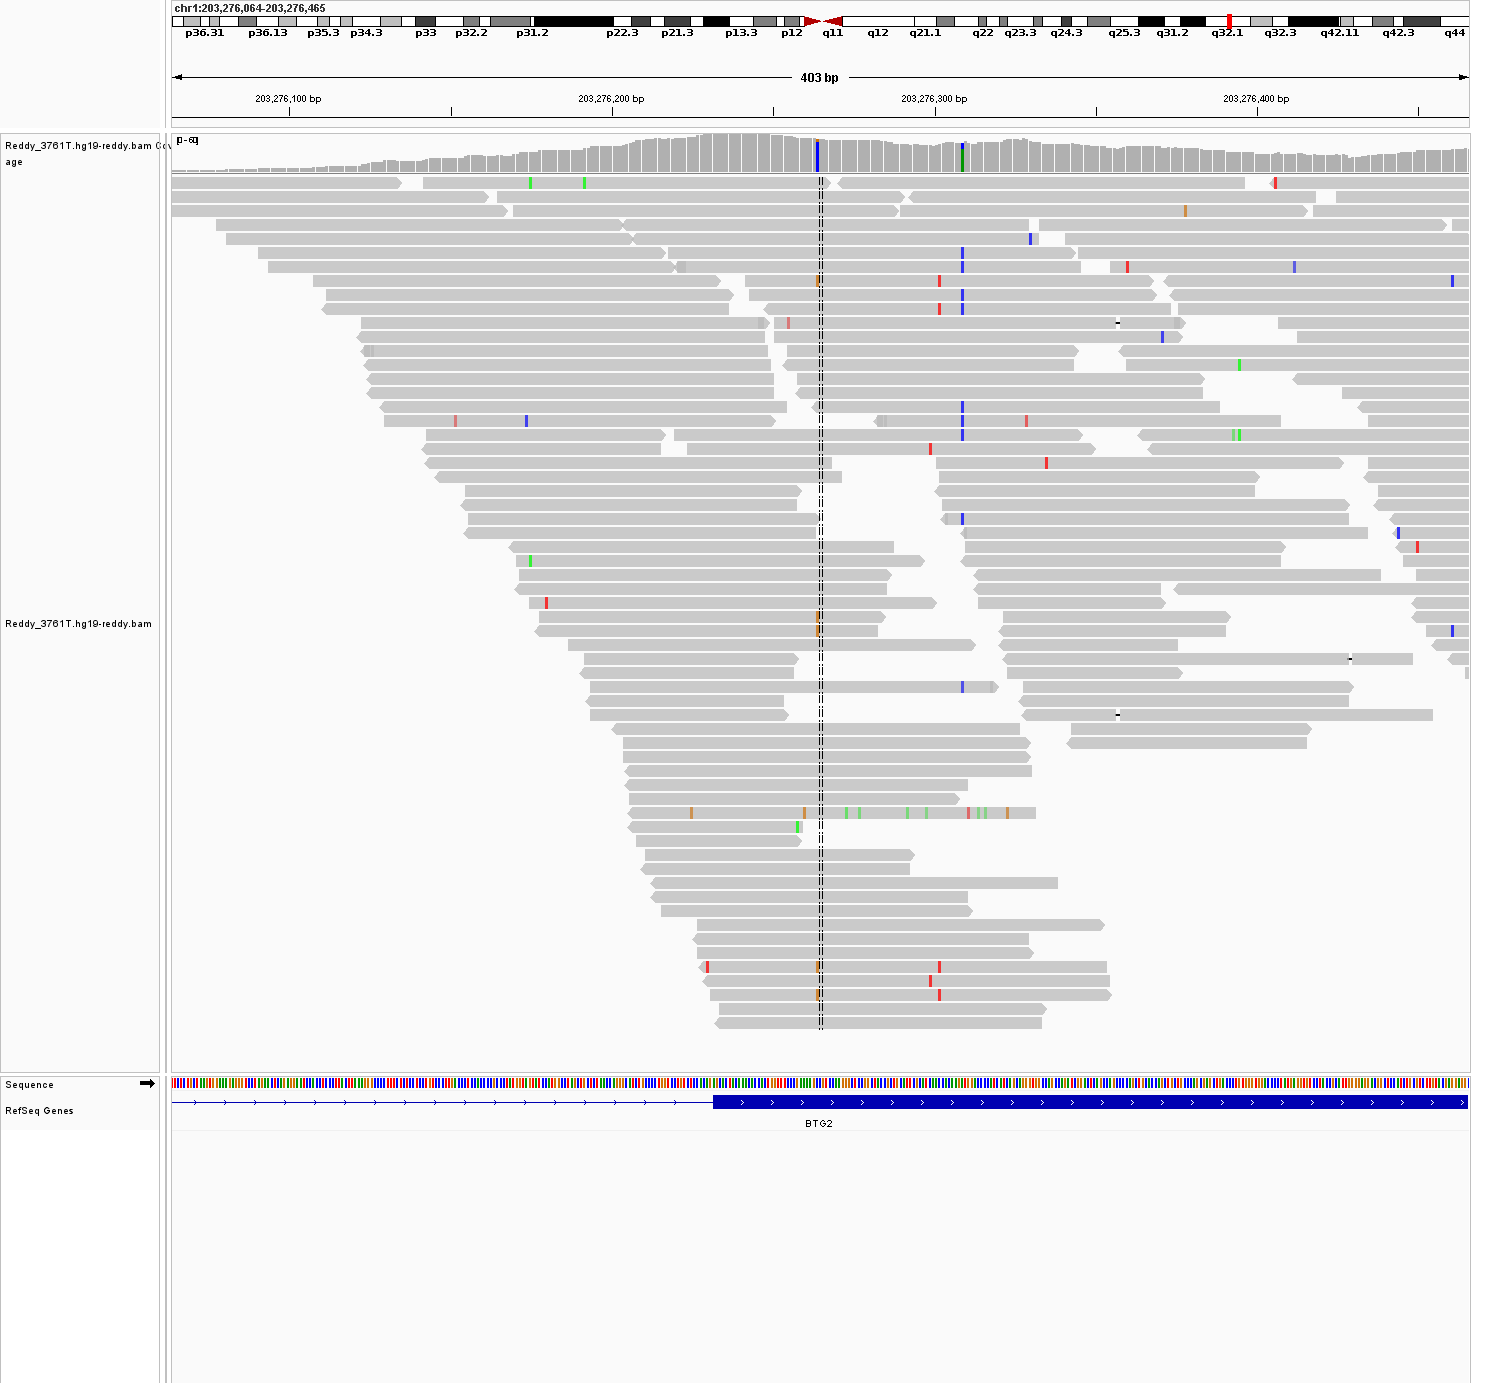 chr1:203,276,064-203,276,465
p36.31 p36.13 p35.3 p34.3 p33 p32.2 p31.2 p22.3 p21.3 p13.3 p12 q11 q12 q21.1 q22 q23.3 q24.3 q25.3 q31.2 q32.1 q32.3 q42.11 q42.3 q44
403 bp
203,276,100 bp 203,276,200 bp 203,276,300 bp 203,276,400 bp
[0 - 60]
Reddy_3761T.hg19-reddy.bam Cov
age
Reddy_3761T.hg19-reddy.bam
Sequence
RefSeq Genes
BTG2